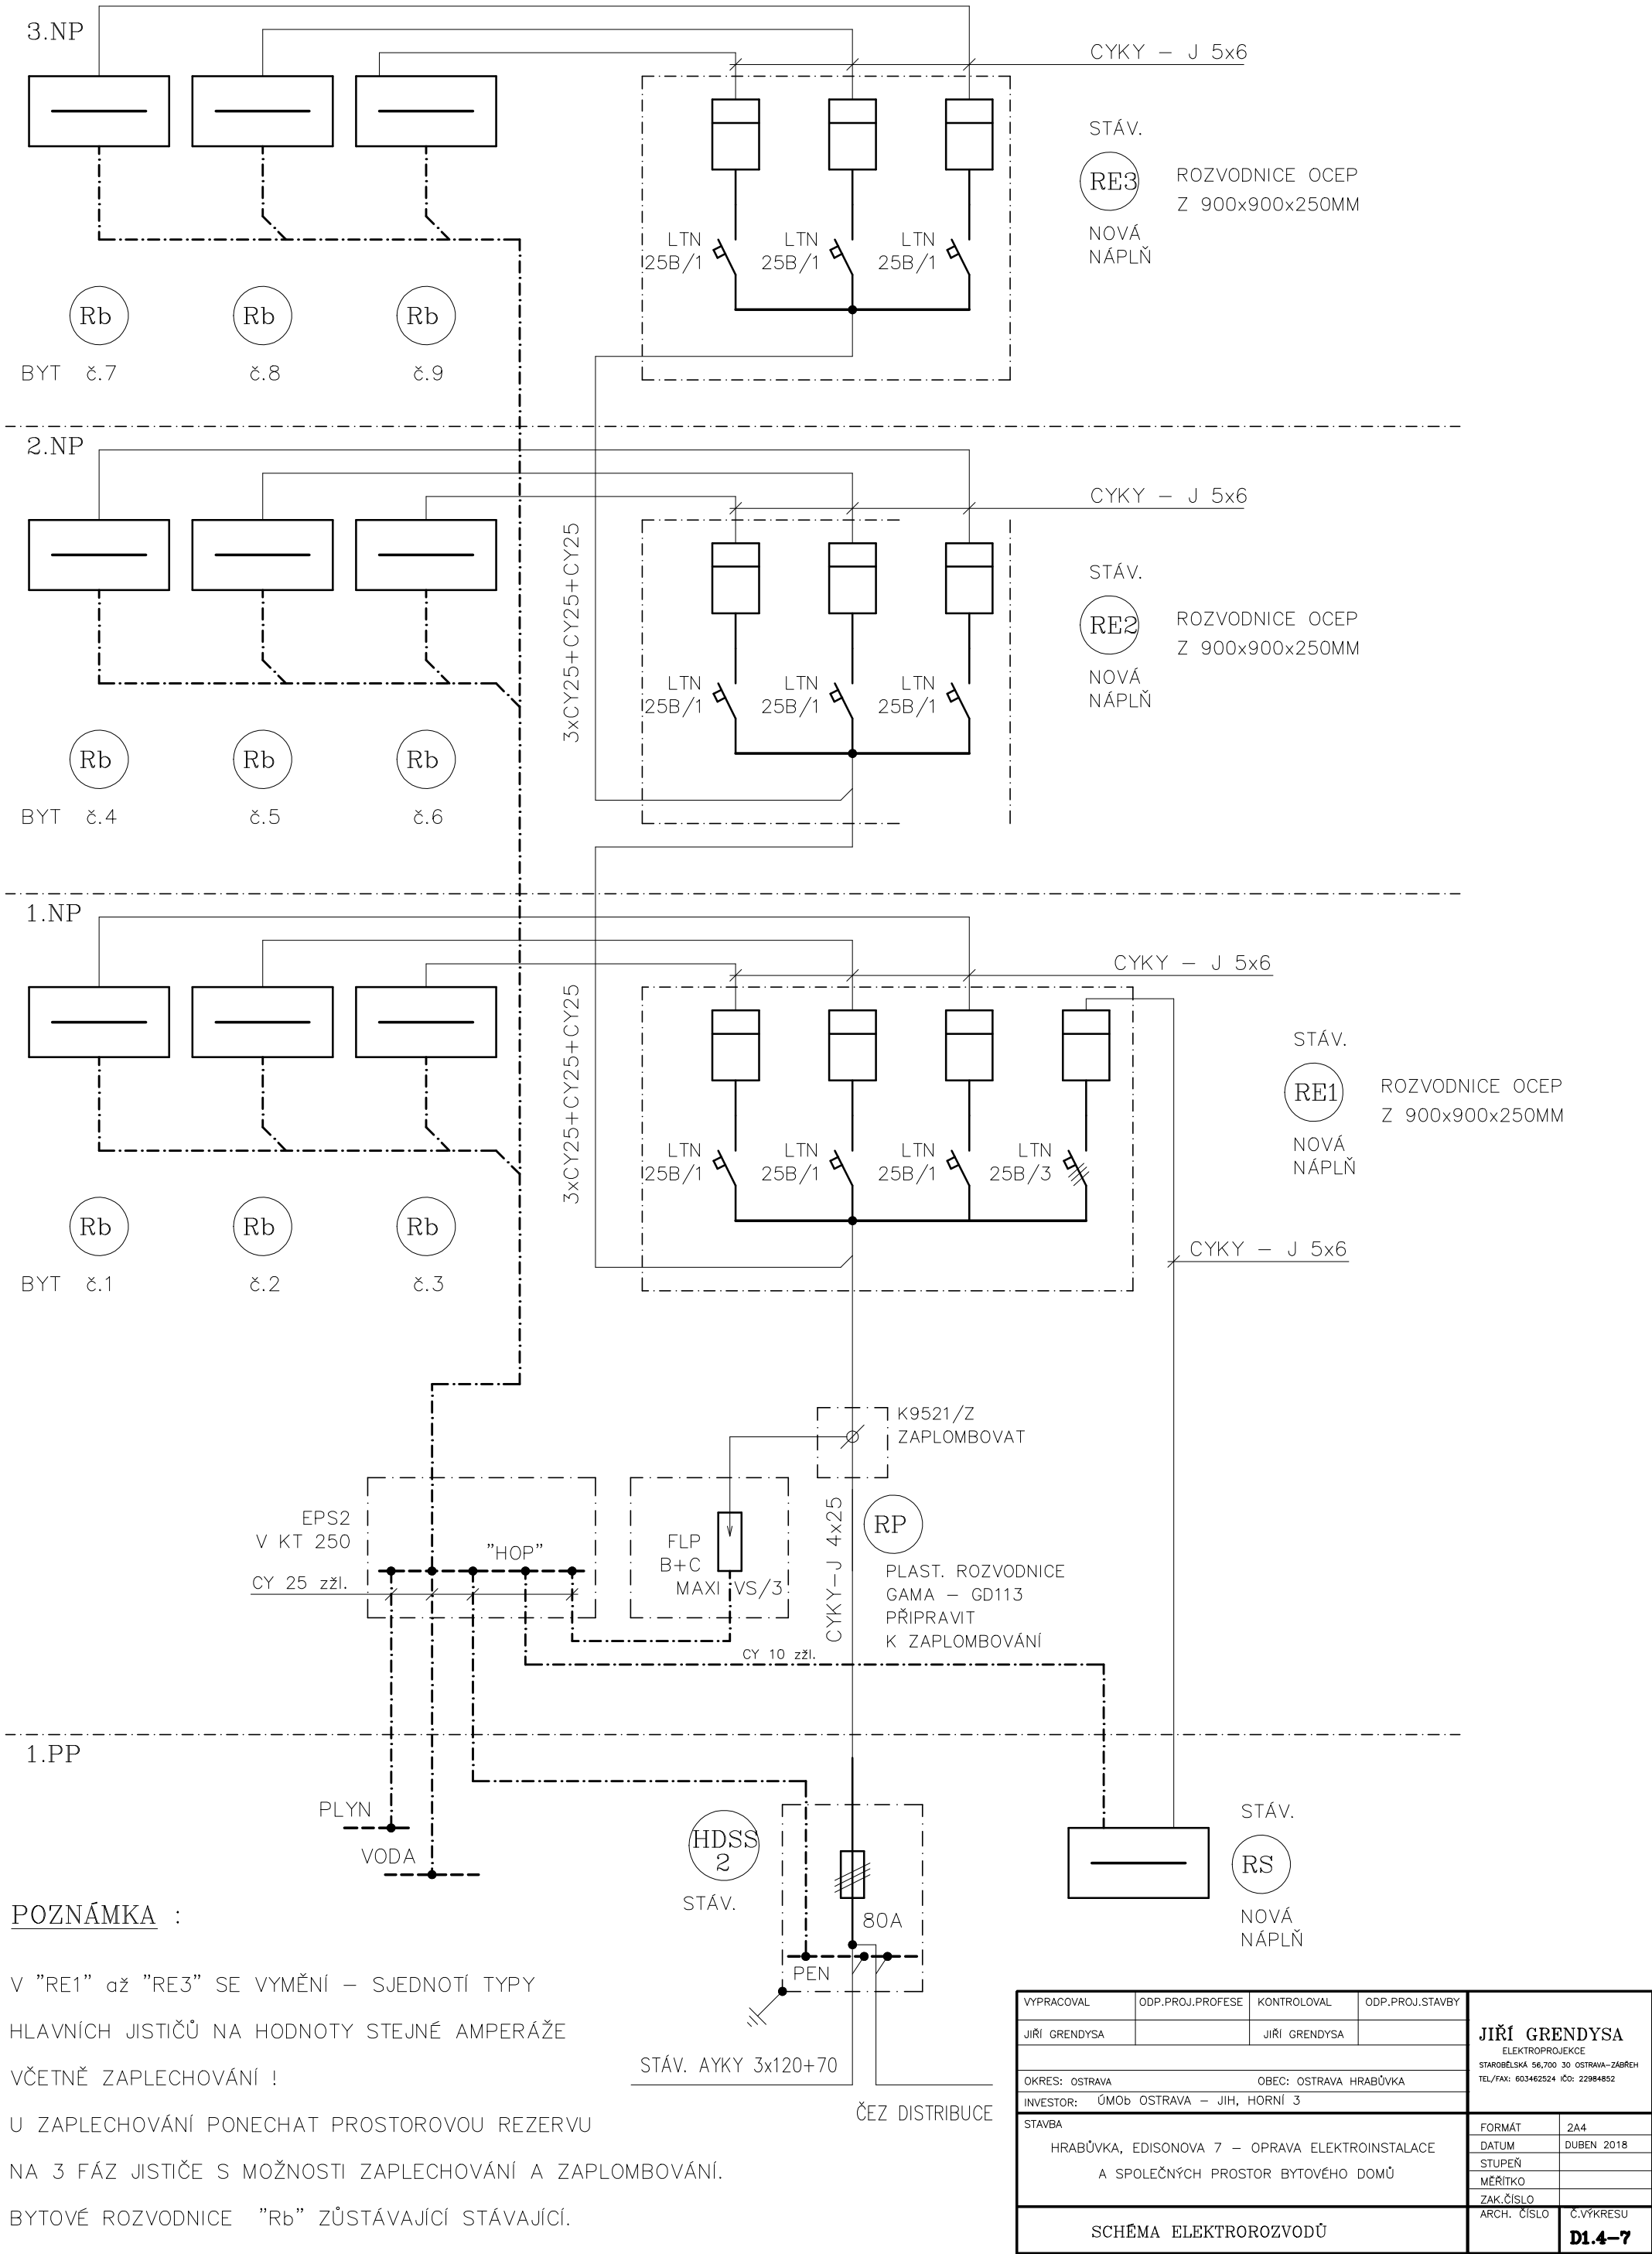 3.NP
CYKY – J 5x6
STÁV.
RE3
ROZVODNICE OCEP
Z 900x900x250MM
NOVÁ
NÁPLŇ
LTN
25B/1
LTN
25B/1
LTN
25B/1
Rb
Rb
Rb
BYT č.7
č.8
č.9
2.NP
CYKY – J 5x6
3xCY25+CY25+CY25
STÁV.
RE2
ROZVODNICE OCEP
Z 900x900x250MM
NOVÁ
NÁPLŇ
LTN
25B/1
LTN
25B/1
LTN
25B/1
Rb
Rb
Rb
BYT č.4
č.5
č.6
1.NP
CYKY – J 5x6
3xCY25+CY25+CY25
STÁV.
RE1
ROZVODNICE OCEP
Z 900x900x250MM
NOVÁ
NÁPLŇ
LTN
25B/1
LTN
25B/1
LTN
25B/1
LTN
25B/3
Rb
Rb
Rb
BYT č.1
č.2
č.3
CYKY – J 5x6
K9521/Z
ZAPLOMBOVAT
EPS2
V KT 250
"HOP"
CY 25 zžl.
FLP
B+C
MAXI VS/3
CYKY–J 4x25
RP
PLAST. ROZVODNICE
GAMA – GD113
PŘIPRAVIT
K ZAPLOMBOVÁNÍ
CY 10 zžl.
1.PP
PLYN
VODA
HDSS
2
STÁV.
80A
PEN
STÁV.
RS
NOVÁ
NÁPLŇ
STÁV. AYKY 3x120+70
ČEZ DISTRIBUCE
POZNÁMKA :
V "RE1" až "RE3" SE VYMĚNÍ – SJEDNOTÍ TYPY
HLAVNÍCH JISTIČŮ NA HODNOTY STEJNÉ AMPERÁŽE
VČETNĚ ZAPLECHOVÁNÍ !
U ZAPLECHOVÁNÍ PONECHAT PROSTOROVOU REZERVU
NA 3 FÁZ JISTIČE S MOŽNOSTI ZAPLECHOVÁNÍ A ZAPLOMBOVÁNÍ.
BYTOVÉ ROZVODNICE "Rb" ZŮSTÁVAJÍCÍ STÁVAJÍCÍ.
VYPRACOVAL
ODP.PROJ.PROFESE
KONTROLOVAL
ODP.PROJ.STAVBY
JIŘÍ GRENDYSA
JIŘÍ GRENDYSA
JIŘÍ GRENDYSA
ELEKTROPROJEKCE
STAROBĚLSKÁ 56,700 30 OSTRAVA–ZÁBŘEH
TEL/FAX: 603462524 IČO: 22984852
OKRES: OSTRAVA
OBEC: OSTRAVA HRABŮVKA
INVESTOR: ÚMOb OSTRAVA – JIH, HORNÍ 3
STAVBA
HRABŮVKA, EDISONOVA 7 – OPRAVA ELEKTROINSTALACE
A SPOLEČNÝCH PROSTOR BYTOVÉHO DOMŮ
FORMÁT 2A4
DATUM DUBEN 2018
STUPEŇ
MĚŘÍTKO
ZAK.ČÍSLO
ARCH. ČÍSLO
Č.VÝKRESU
SCHÉMA ELEKTROROZVODŮ
D1.4–7